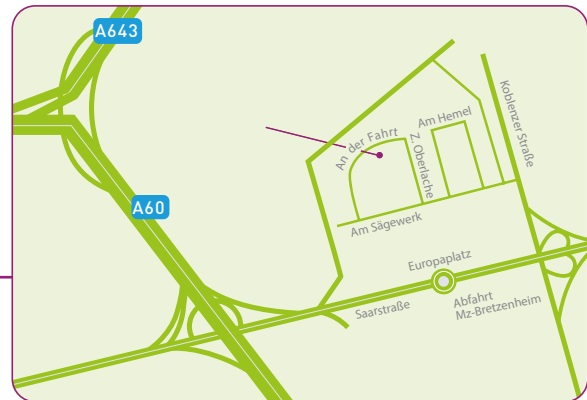 A643
Koblenzer Straße
Am Hemel
An der Fahrt
Z. Oberlache
A60
Am Sägewerk
Europaplatz
Saarstraße
Abfahrt
Mz-Bretzenheim